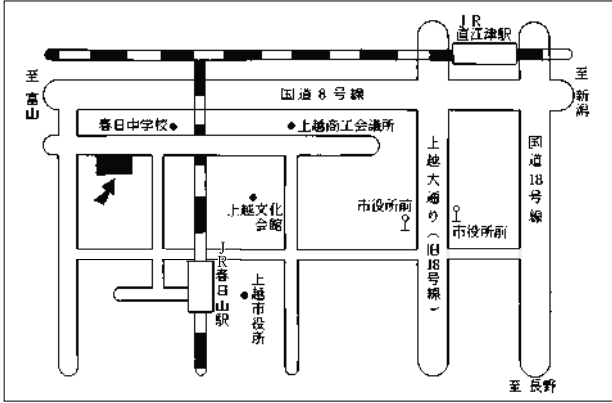 JR
直江津駅
至 富山
国道8号線
至 新潟
春日中学校
上越商工会議所
上越大通り(旧18号線)
国道18号線
上越文化
会館
市役所前
市役所前
JR春日山駅
上越市役所
至 長野